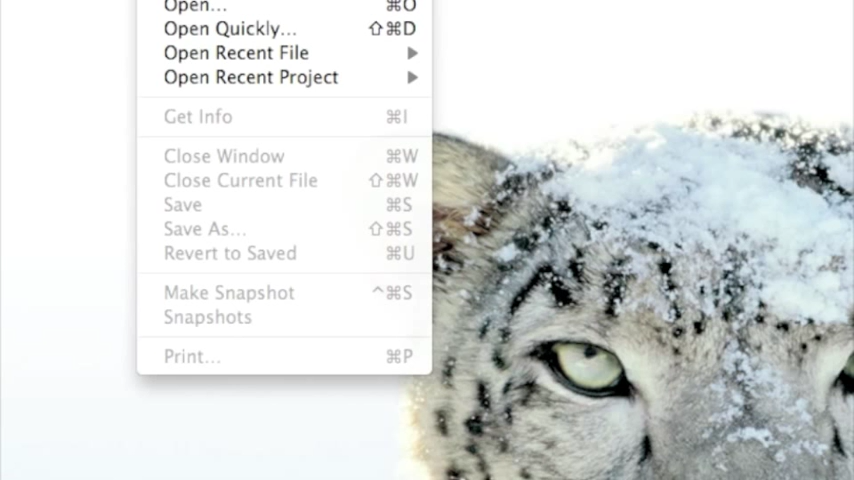 Open... ⌘O
Open Quickly... ⇧⌘D
Open Recent File ▶
Open Recent Project ▶
Get Info ⌘I
Close Window ⌘W
Close Current File ⇧⌘W
Save ⌘S
Save As... ⇧⌘S
Revert to Saved ⌘U
Make Snapshot ^⌘S
Snapshots
Print... ⌘P